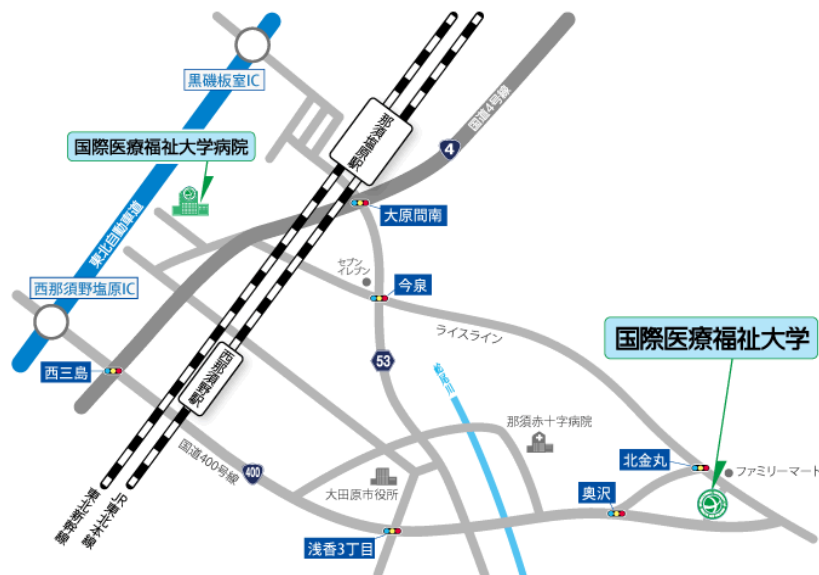 黒磯板室IC
国道4号線
那須塩原駅
4
国際医療福祉大学病院
大原間南
東北自動車道
セブン
イレブン
西那須野塩原IC
今泉
ライスライン
国際医療福祉大学
53
西三島
西那須野駅
蛇尾川
那須赤十字病院
国道400号線
400
北金丸
ファミリーマート
大田原市役所
奥沢
JR東北本線
東北新幹線
浅香3丁目